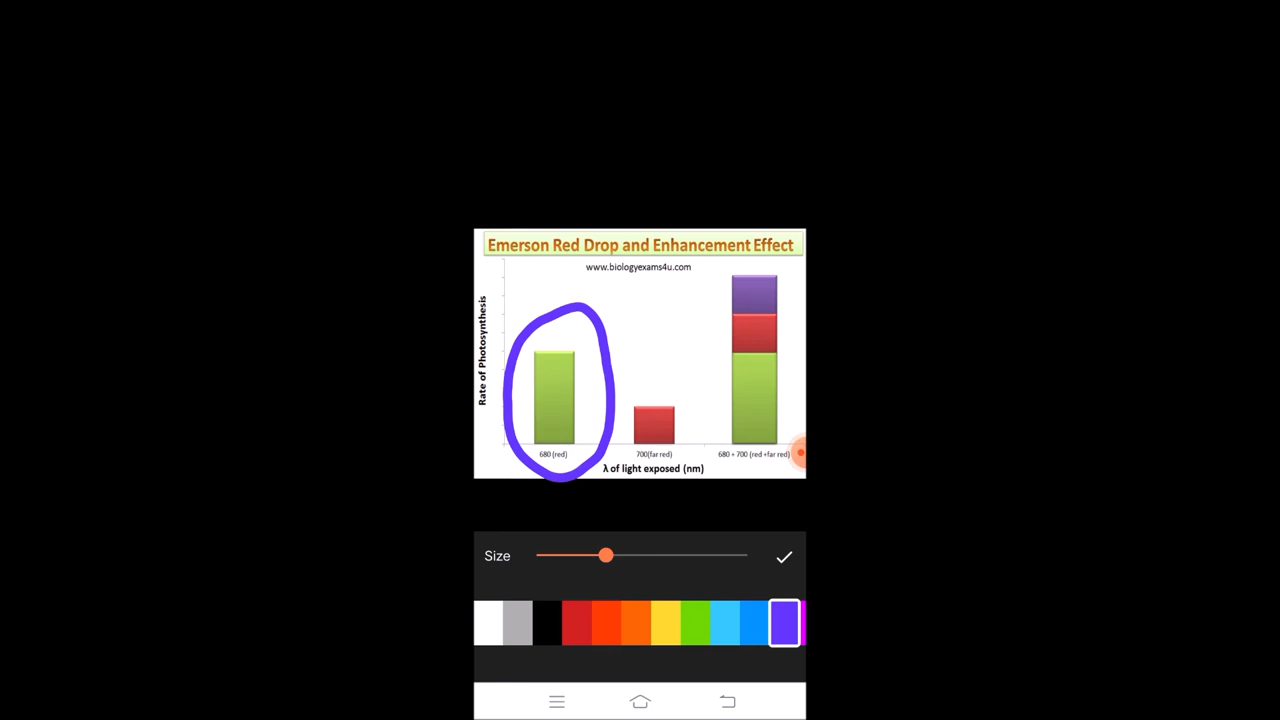 Emerson Red Drop and Enhancement Effect
www.biologyexams4u.com
Rate of Photosynthesis
680 (red)
700(far red)
680 + 700 (red +far red)
λ of light exposed (nm)
Size